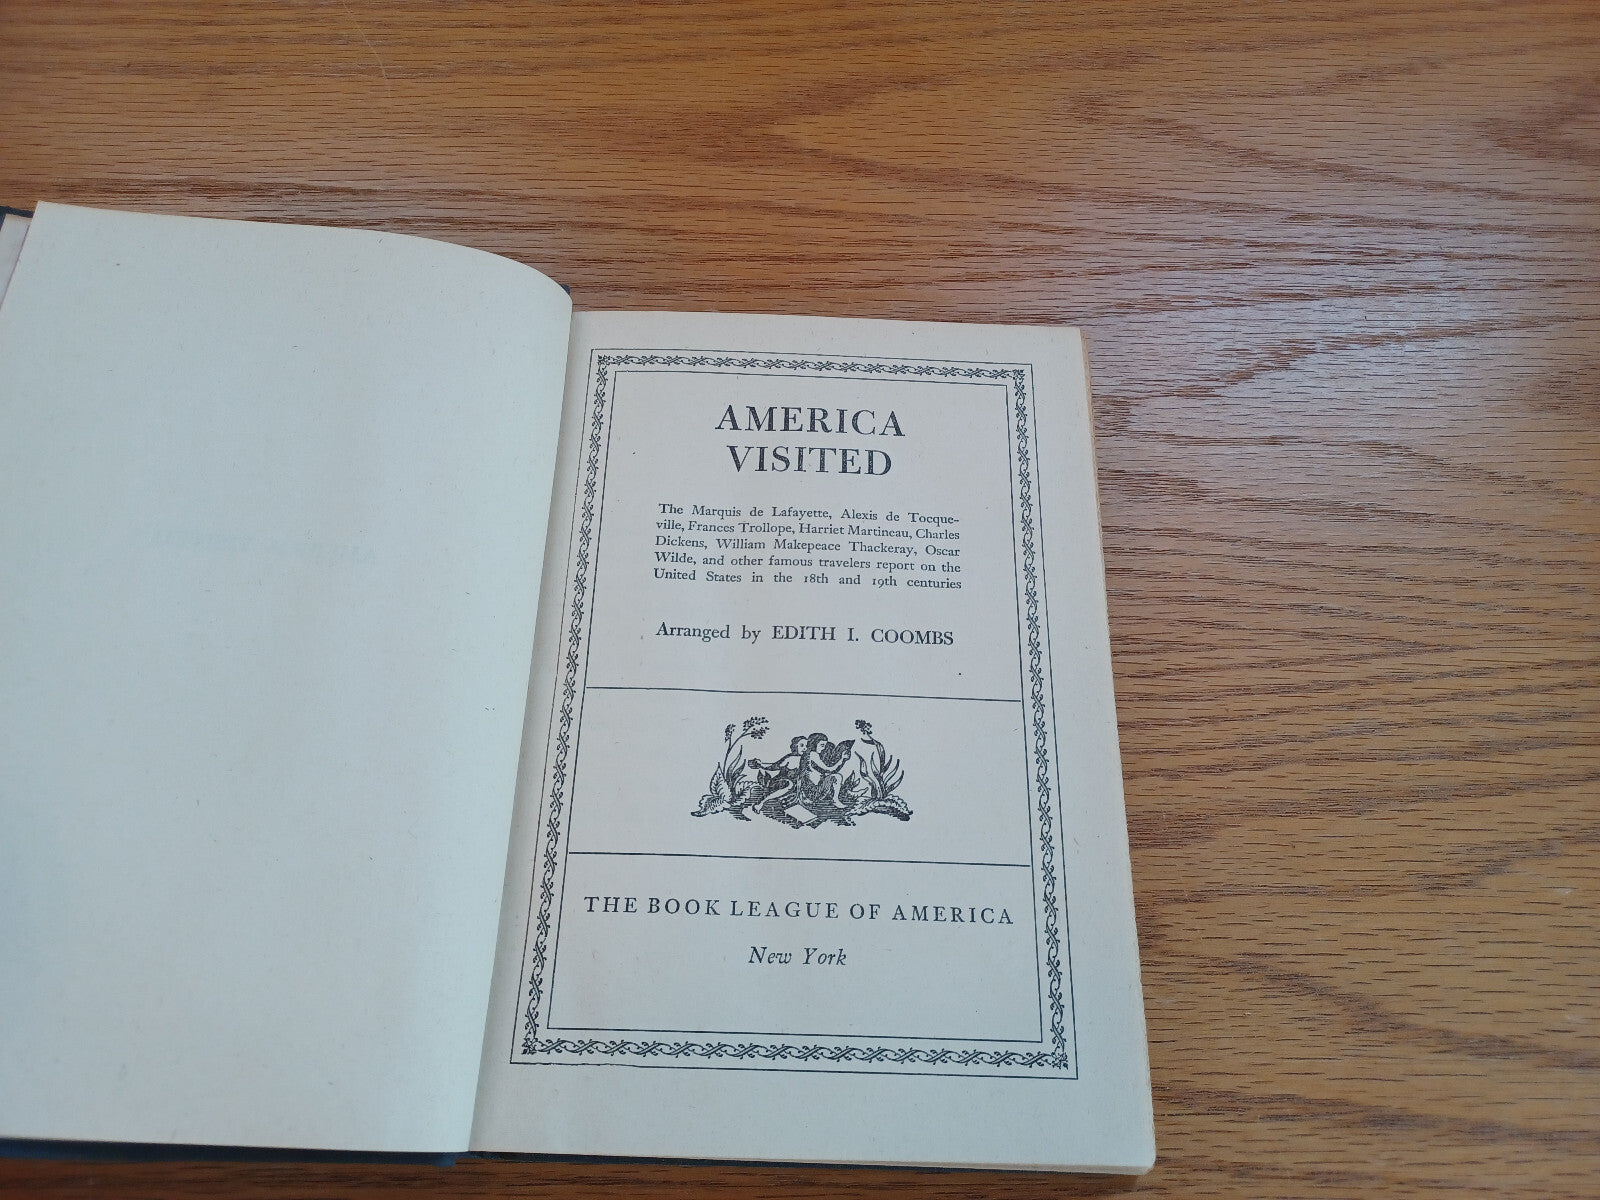 AMERICA
VISITED
The Marquis de Lafayette, Alexis de Tocque-
ville, Frances Trollope, Harriet Martineau, Charles
Dickens, William Makepeace Thackeray, Oscar
Wilde, and other famous travelers report on the
United States in the 18th and 19th centuries
Arranged by EDITH I. COOMBS
THE BOOK LEAGUE OF AMERICA
New York